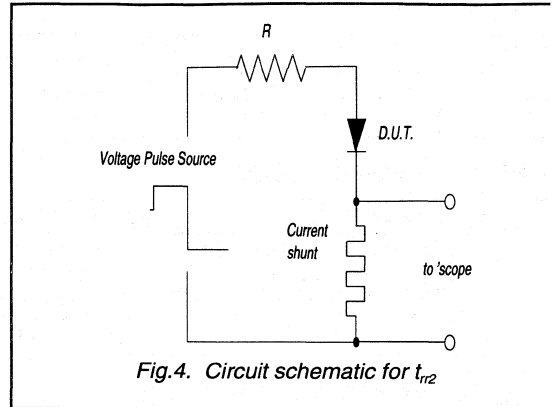 R
D.U.T.
Voltage Pulse Source
Current
shunt
to 'scope
Fig.4. Circuit schematic for trr2